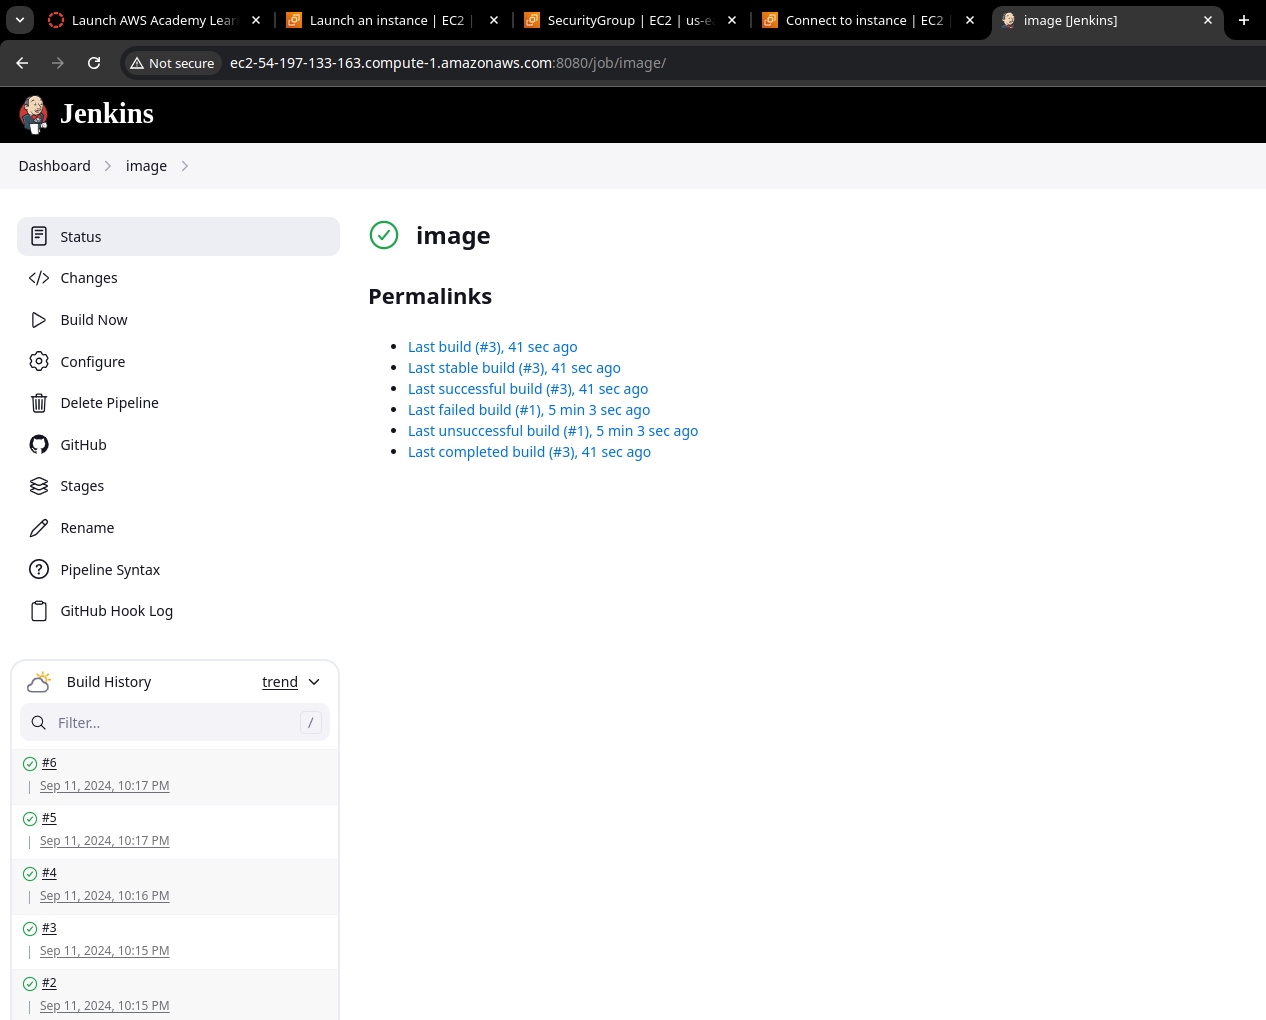 Launch AWS Academy Lear
Launch an instance | EC2 |
SecurityGroup | EC2 | us-e
Connect to instance | EC2
image [Jenkins]
Not secure
ec2-54-197-133-163.compute-1.amazonaws.com:8080/job/image/
Jenkins
Dashboard
image
Status
Changes
Build Now
Configure
Delete Pipeline
GitHub
Stages
Rename
Pipeline Syntax
GitHub Hook Log
image
Permalinks
Last build (#3), 41 sec ago
Last stable build (#3), 41 sec ago
Last successful build (#3), 41 sec ago
Last failed build (#1), 5 min 3 sec ago
Last unsuccessful build (#1), 5 min 3 sec ago
Last completed build (#3), 41 sec ago
Build History
trend
Filter...
/
#6
| Sep 11, 2024, 10:17 PM
#5
| Sep 11, 2024, 10:17 PM
#4
| Sep 11, 2024, 10:16 PM
#3
| Sep 11, 2024, 10:15 PM
#2
| Sep 11, 2024, 10:15 PM